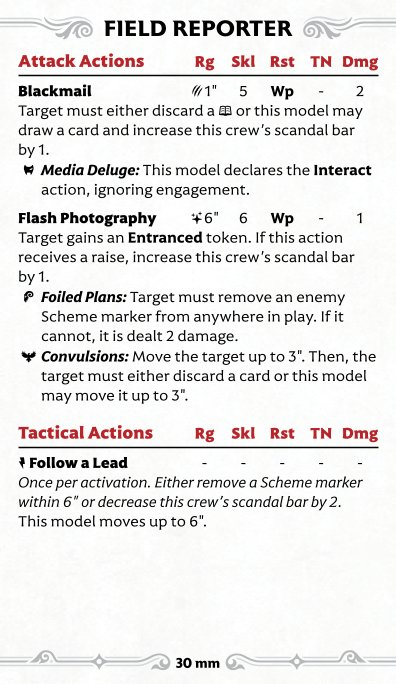 FIELD REPORTER
Attack Actions Rg Skl Rst TN Dmg
Blackmail 1" 5 Wp - 2
Target must either discard a or this model may
draw a card and increase this crew's scandal bar
by 1.
Media Deluge: This model declares the Interact
action, ignoring engagement.
Flash Photography 6" 6 Wp - 1
Target gains an Entranced token. If this action
receives a raise, increase this crew's scandal bar
by 1.
Foiled Plans: Target must remove an enemy
Scheme marker from anywhere in play. If it
cannot, it is dealt 2 damage.
Convulsions: Move the target up to 3". Then, the
target must either discard a card or this model
may move it up to 3".
Tactical Actions Rg Skl Rst TN Dmg
Follow a Lead - - - - -
Once per activation. Either remove a Scheme marker
within 6" or decrease this crew's scandal bar by 2.
This model moves up to 6".
30 mm